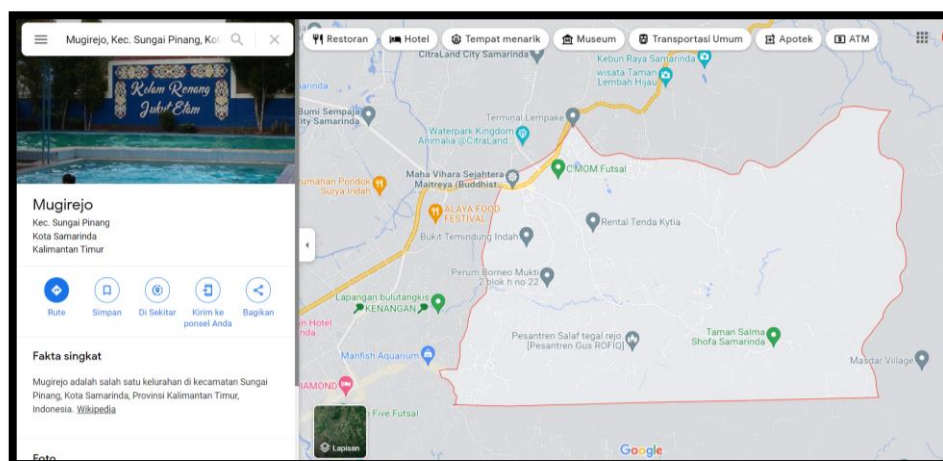 Mugirejo, Kec. Sungai Pinang, Kot
Restoran
Hotel
Tempat menarik
Museum
Transportasi Umum
Apotek
ATM
Kolam Renang
Jukut Etam
Mugirejo
Kec. Sungai Pinang
Kota Samarinda
Kalimantan Timur
Rute
Simpan
Di Sekitar
Kirim ke
ponsel Anda
Bagikan
Fakta singkat
Mugirejo adalah salah satu kelurahan di kecamatan Sungai
Pinang, Kota Samarinda, Provinsi Kalimantan Timur,
Indonesia. Wikipedia
Foto
CitraLand City Samarinda
Kebun Raya Samarinda
wisata Taman
Lembah Hijau
Bumi Sempaja
City Samarinda
Terminal Lempake
Waterpark Kingdom
Animalia @CitraLand
C'MOM Futsal
Maha Vihara Sejahtera
Maitreya (Buddhist...
Perumahan Pondok
Surya Indah
ALAYA FOOD
FESTIVAL
Rental Tenda Kytia
Bukit Temindung Indah
Perum Borneo Mukti
2 blok h no 22
Lapangan bulutangkis
KENANGAN
Hotel
Pesantren Salaf tegal rejo
[Pesantren Gus ROFIQ]
Taman Salma
Shofa Samarinda
Manfish Aquarium
Masdar Village
Five Futsal
Lapisan
Google